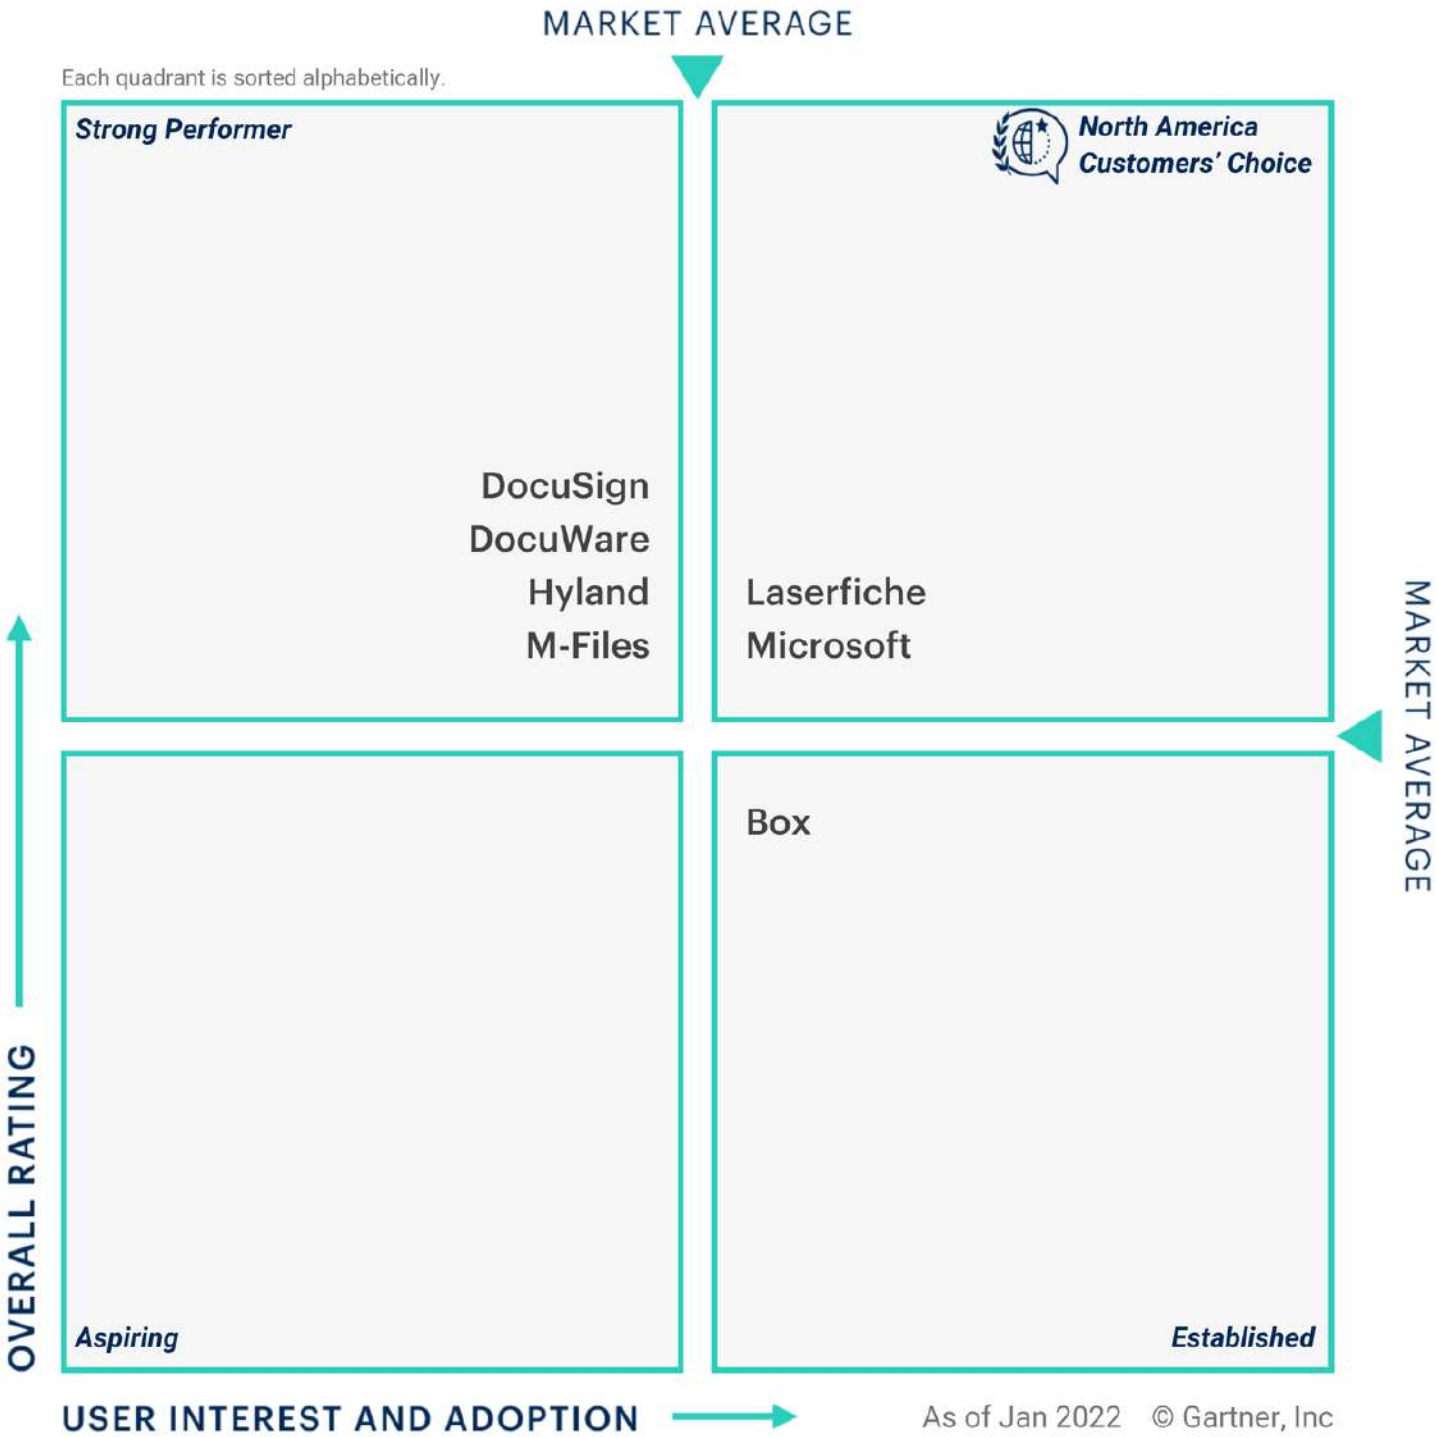 MARKET AVERAGE
Each quadrant is sorted alphabetically.
Strong Performer
North America
Customers’ Choice
DocuSign
DocuWare
Hyland
M-Files
Laserfiche
Microsoft
MARKET AVERAGE
Box
OVERALL RATING
Aspiring
Established
USER INTEREST AND ADOPTION
As of Jan 2022 © Gartner, Inc